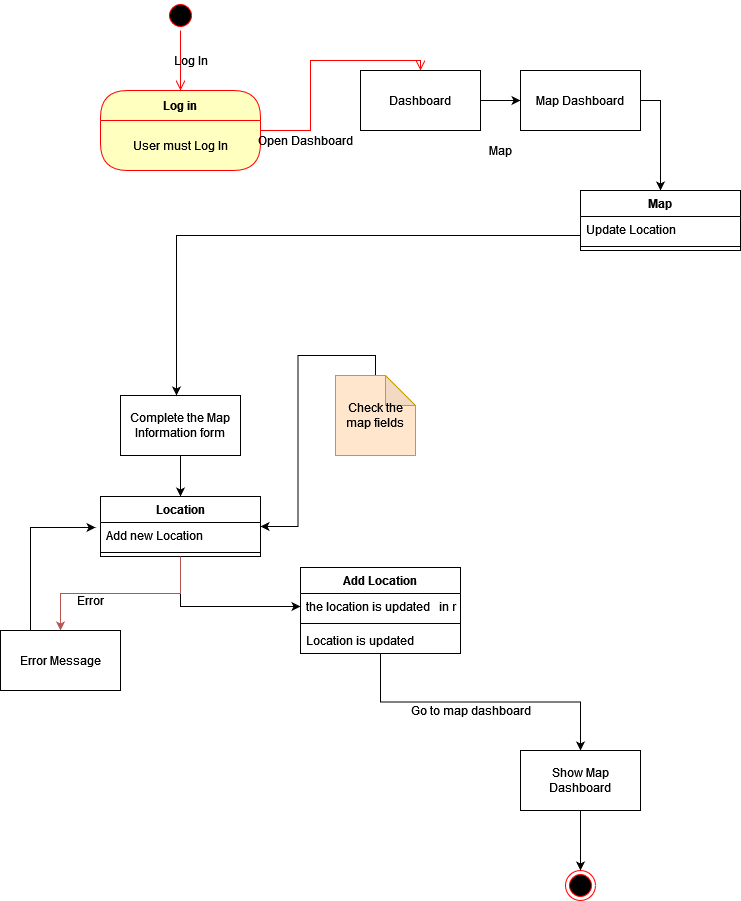 Log In
Log in
User must Log In
Open Dashboard
Dashboard
Map Dashboard
Map
Map
Update Location
Complete the Map
Information form
Check the
map fields
Location
Add new Location
Error
Error Message
Add Location
the location is updated in r
Location is updated
Go to map dashboard
Show Map
Dashboard